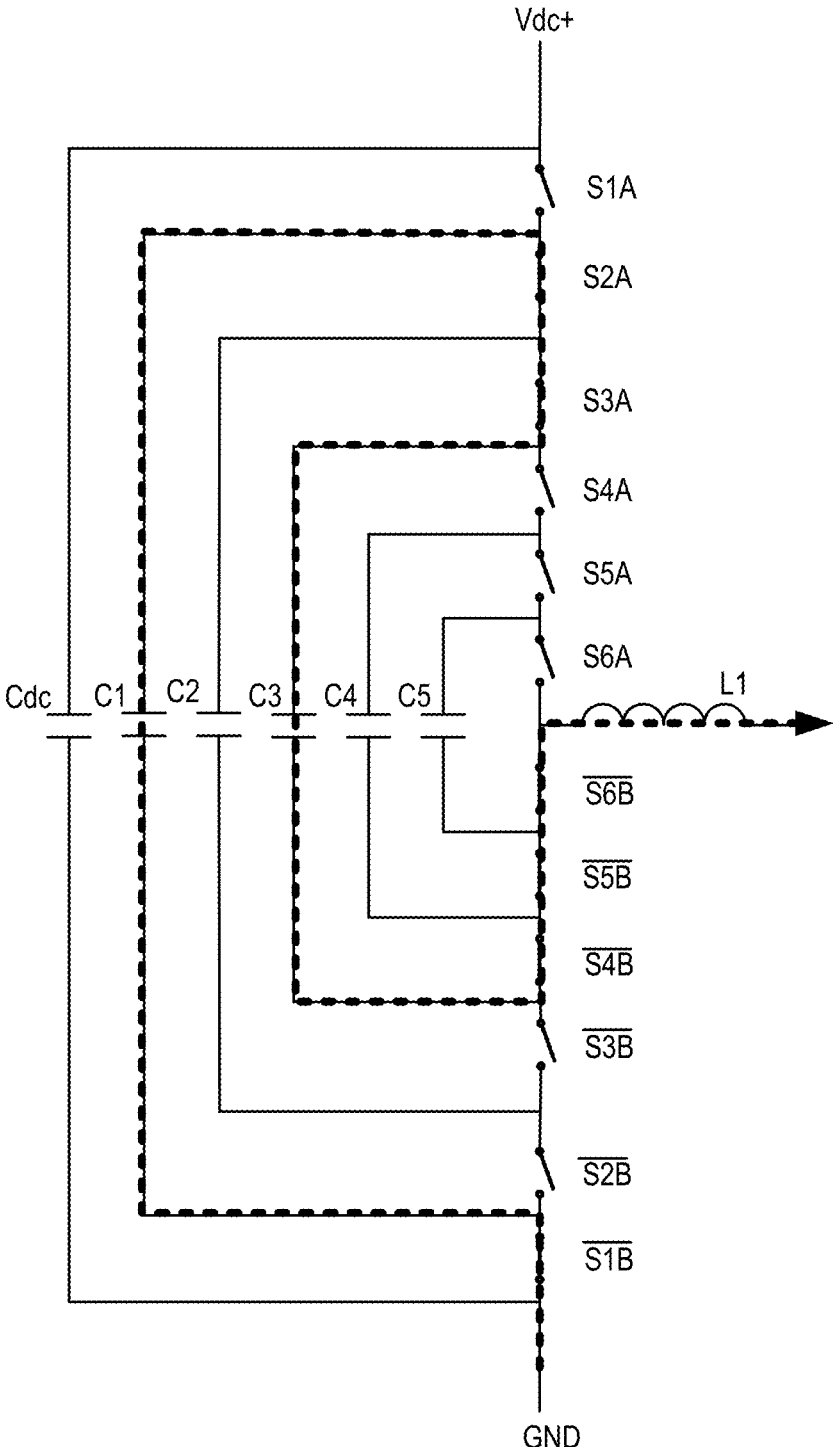 Vdc+
S1A
S2A
S3A
S4A
S5A
S6A
L1
Cdc C1 C2 C3 C4 C5
S6B
S5B
S4B
S3B
S2B
S1B
GND